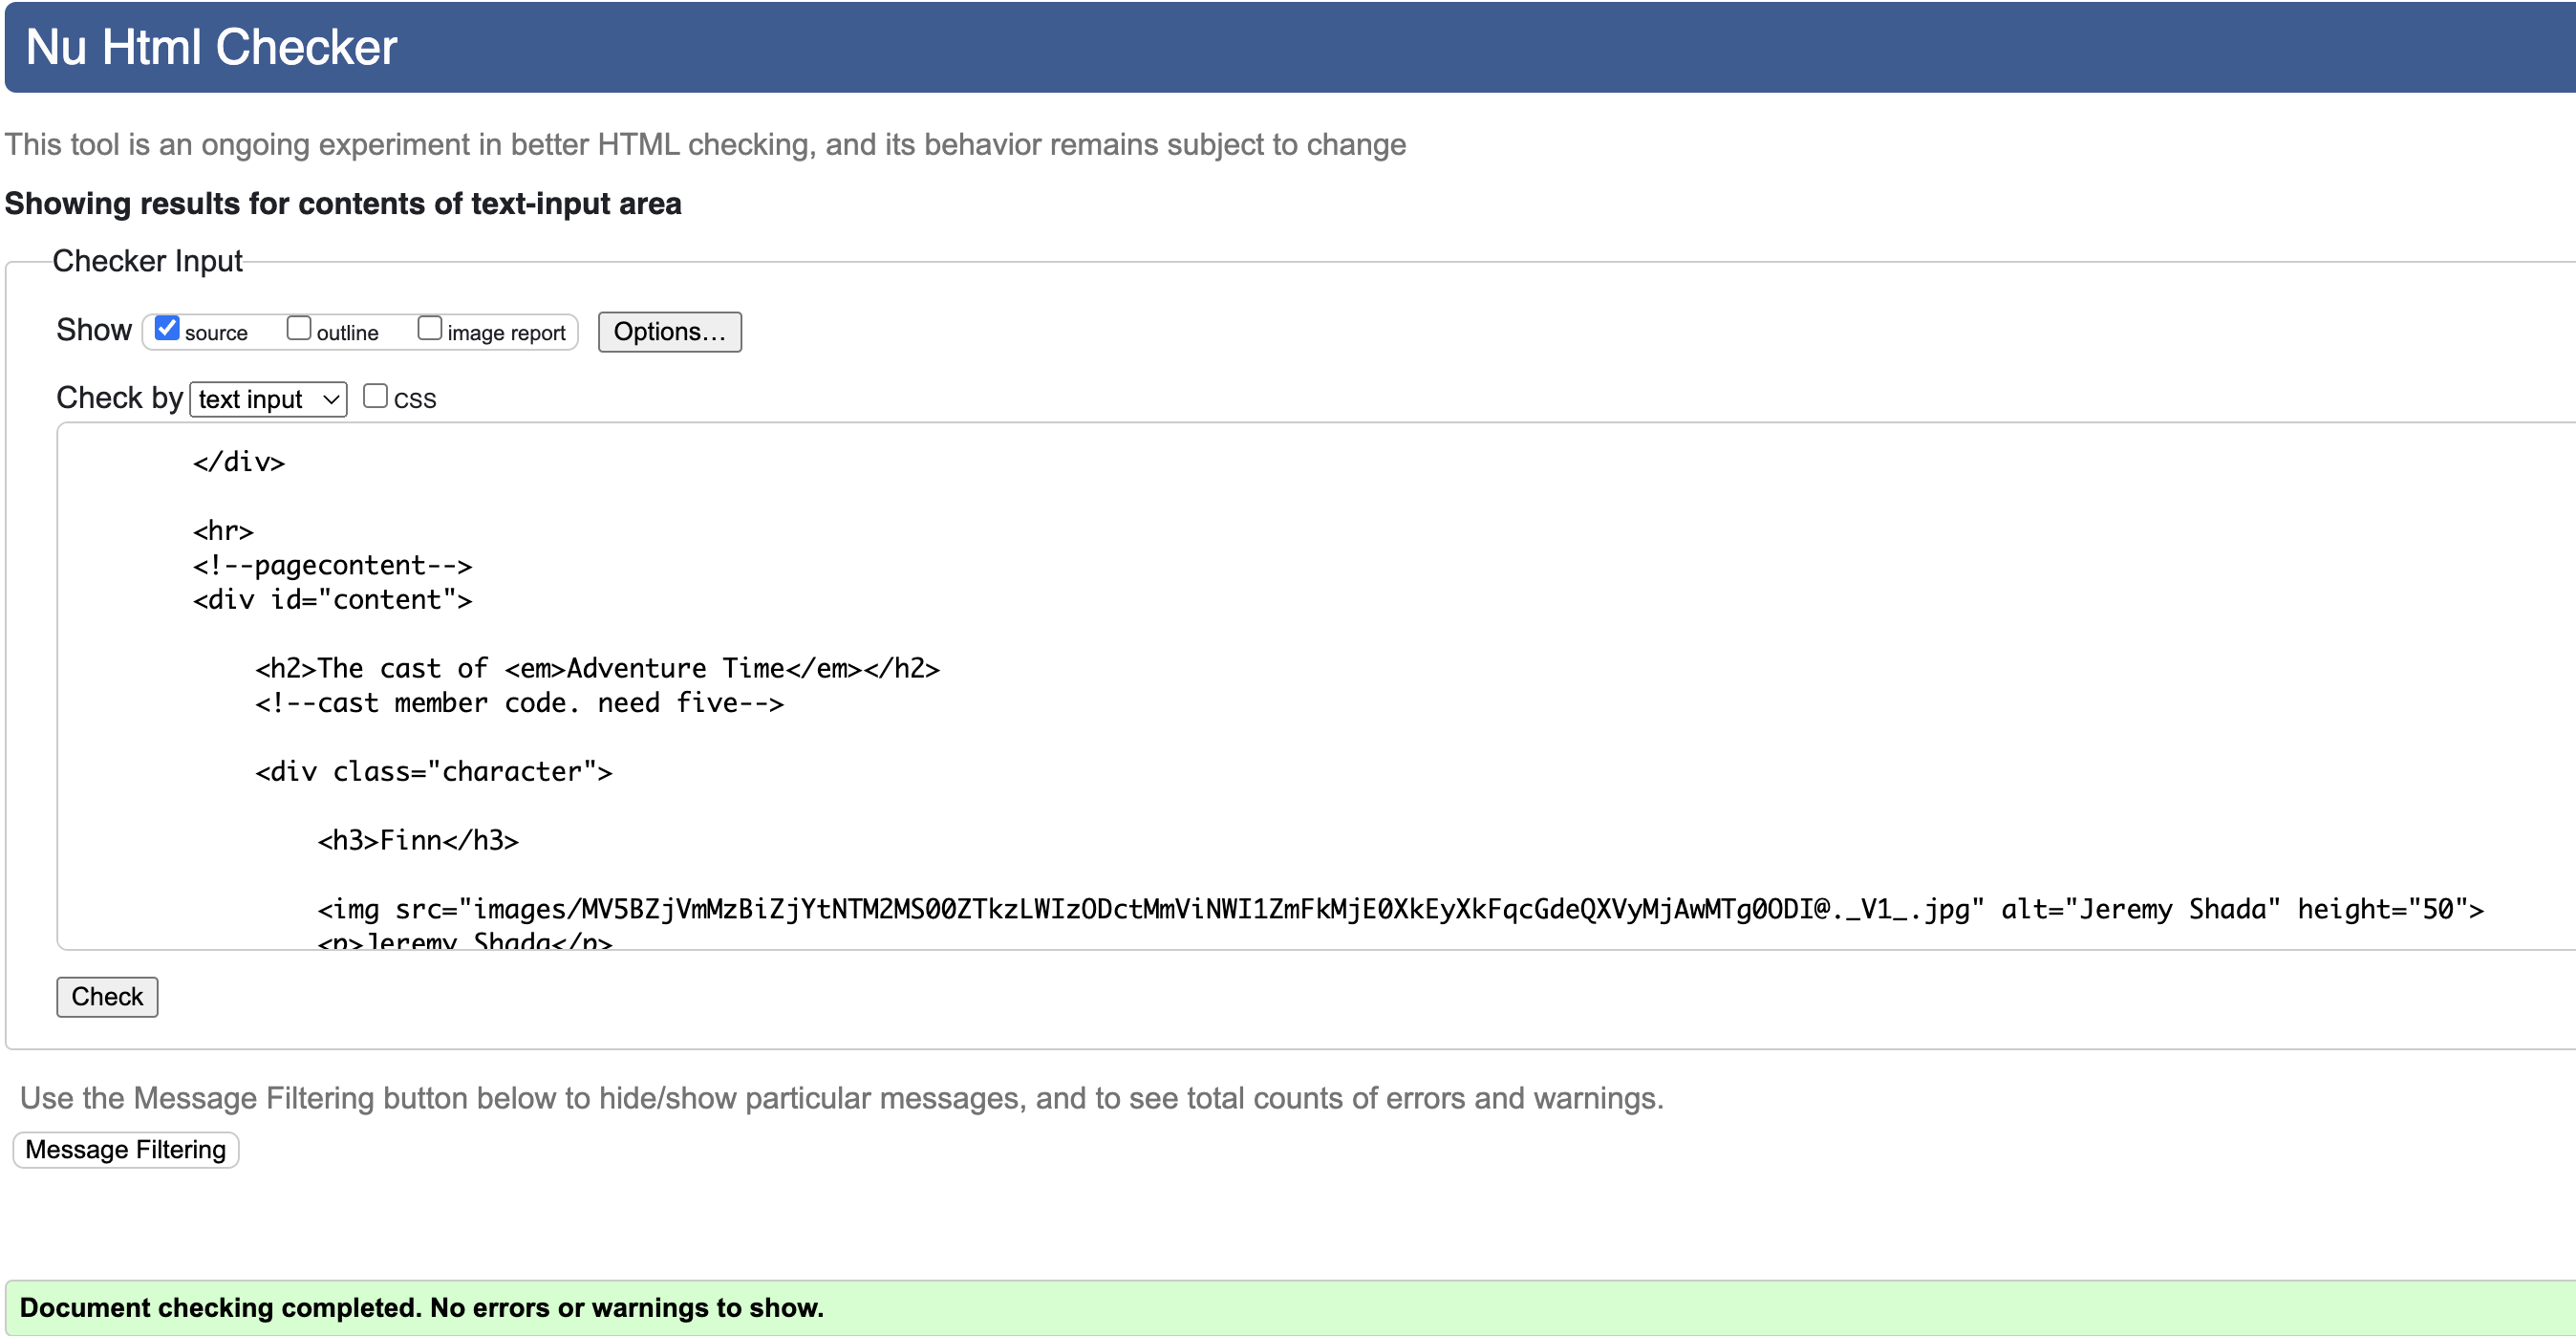 Nu Html Checker
This tool is an ongoing experiment in better HTML checking, and its behavior remains subject to change
Showing results for contents of text-input area
Checker Input
Show source outline image report Options...
Check by text input CSS
</div>
<hr>
<!--pagecontent-->
<div id="content">
<h2>The cast of <em>Adventure Time</em></h2>
<!--cast member code. need five-->
<div class="character">
<h3>Finn</h3>
<img src="images/MV5BZjVmMzBiZjYtNTM2MS00ZTkzLWIzODctMmViNWI1ZmFkMjE0XkEyXkFqcGdeQXVyMjAwMTg0ODI@._V1_.jpg" alt="Jeremy Shada" height="50">
<p>Jeremy Shada</p>
Check
Use the Message Filtering button below to hide/show particular messages, and to see total counts of errors and warnings.
Message Filtering
Document checking completed. No errors or warnings to show.